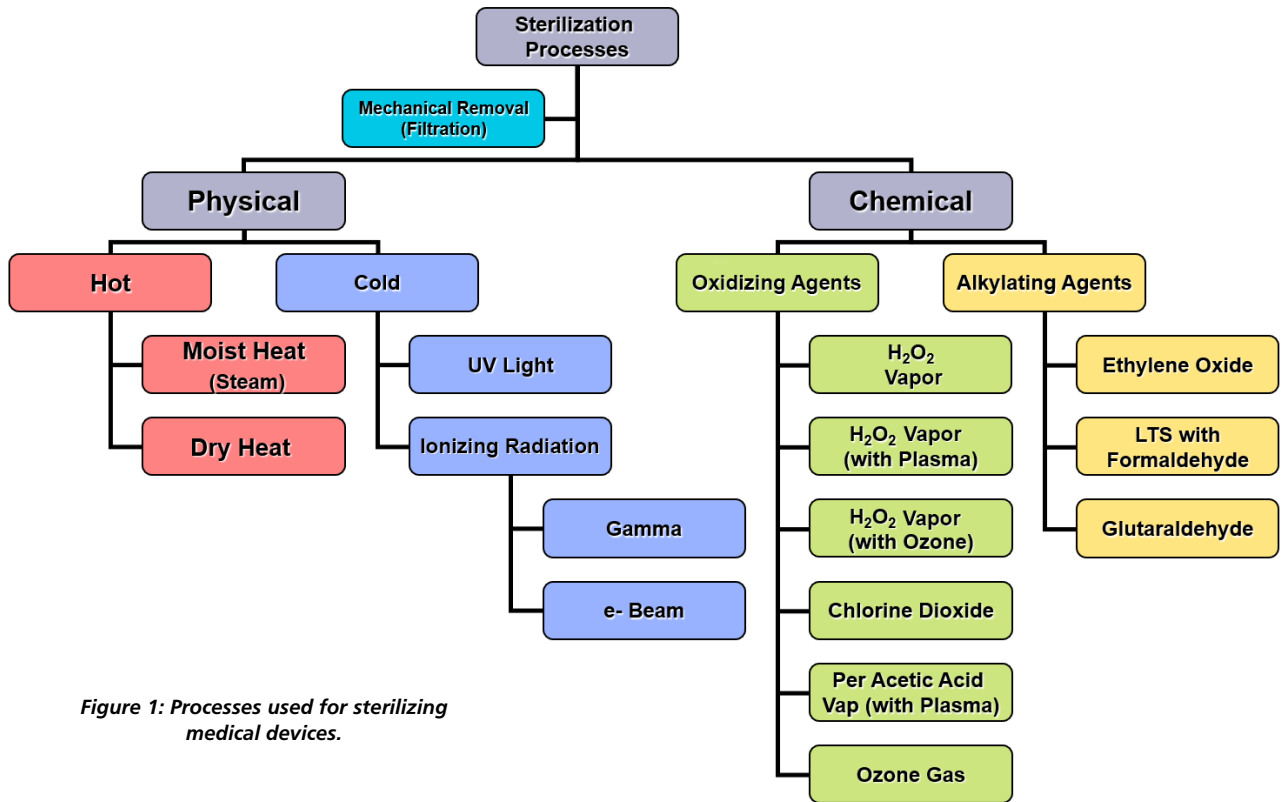 Sterilization
Processes
Mechanical Removal
(Filtration)
Physical
Chemical
Hot
Cold
Oxidizing Agents
Alkylating Agents
Moist Heat
(Steam)
UV Light
H₂O₂
Vapor
Ethylene Oxide
Dry Heat
Ionizing Radiation
H₂O₂ Vapor
(with Plasma)
LTS with
Formaldehyde
Gamma
H₂O₂ Vapor
(with Ozone)
Glutaraldehyde
e- Beam
Chlorine Dioxide
Per Acetic Acid
Vap (with Plasma)
Ozone Gas
Figure 1: Processes used for sterilizing
medical devices.